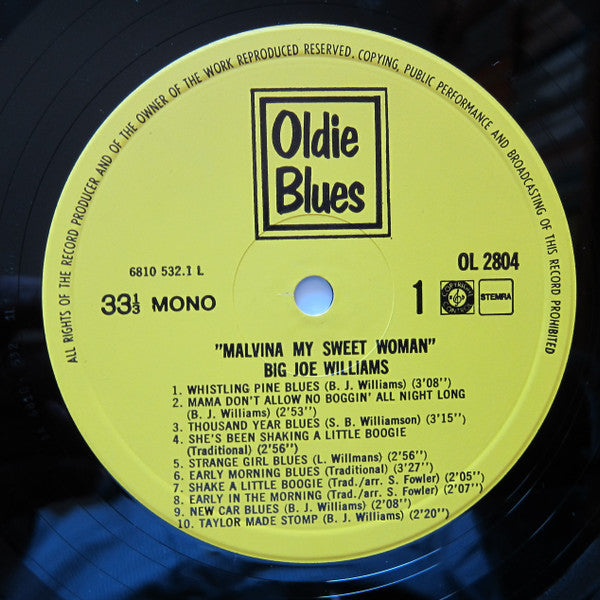 ALL RIGHTS OF THE RECORD PRODUCER AND OF THE OWNER OF THE WORK REPRODUCED RESERVED. COPYING, PUBLIC PERFORMANCE AND BROADCASTING OF THIS RECORD PROHIBITED
Oldie
Blues
6810 532.1 L
OL 2804
33⅓ MONO
1
STEMRA
"MALVINA MY SWEET WOMAN"
BIG JOE WILLIAMS
1. WHISTLING PINE BLUES (B. J. Williams) (3'08")
2. MAMA DON'T ALLOW NO BOGGIN' ALL NIGHT LONG
(B. J. Williams) (2'53")
3. THOUSAND YEAR BLUES (S. B. Williamson) (3'15")
4. SHE'S BEEN SHAKING A LITTLE BOOGIE
(Traditional) (2'56")
5. STRANGE GIRL BLUES (L. Willmans) (2'56")
6. EARLY MORNING BLUES (Traditional) (3'27")
7. SHAKE A LITTLE BOOGIE (Trad./arr. S. Fowler) (2'05")
8. EARLY IN THE MORNING (Trad./arr. S. Fowler) (2'07")
9. NEW CAR BLUES (B. J. Williams) (2'08")
10. TAYLOR MADE STOMP (B. J. Williams) (2'20")